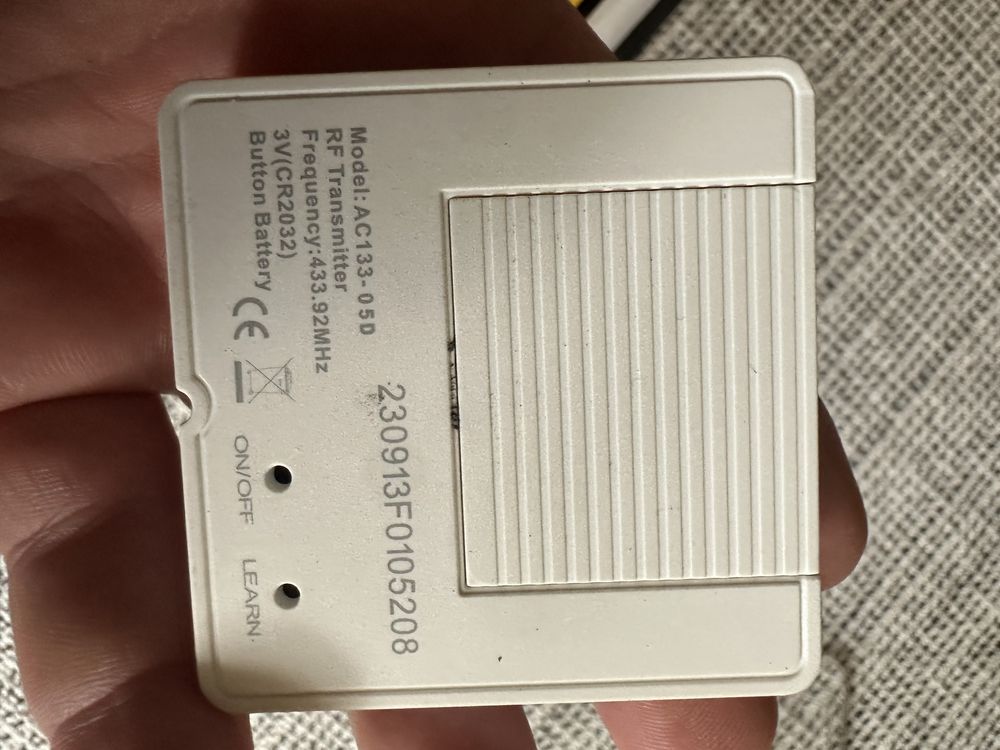 Model: AC133-05D
RF Transmitter
Frequency:433.92MHz
3V(CR2032)
Button Battery CE
230913F0105208
ON/OFF
LEARN